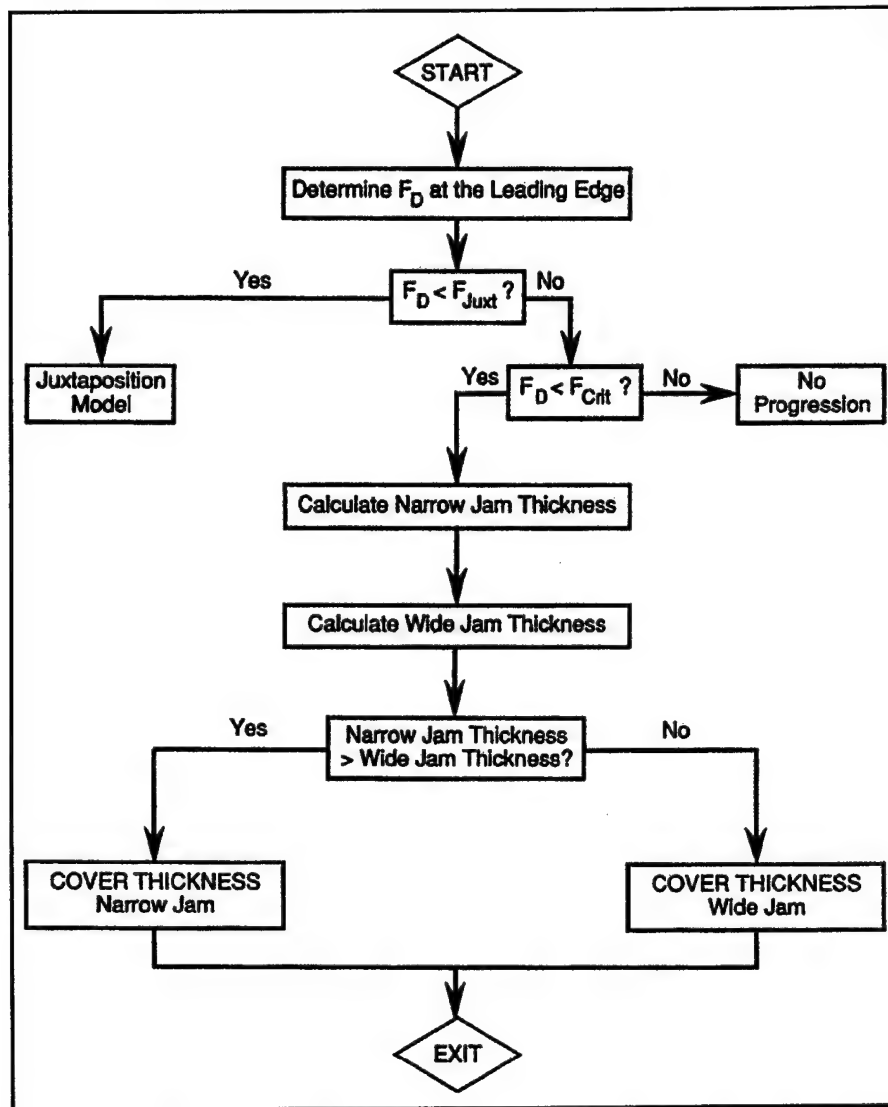 START
Determine F_D at the Leading Edge
Yes
F_D < F_Juxt ?
No
Juxtaposition
Model
Yes
F_D < F_Crit ?
No
No
Progression
Calculate Narrow Jam Thickness
Calculate Wide Jam Thickness
Yes
Narrow Jam Thickness
> Wide Jam Thickness?
No
COVER THICKNESS
Narrow Jam
COVER THICKNESS
Wide Jam
EXIT